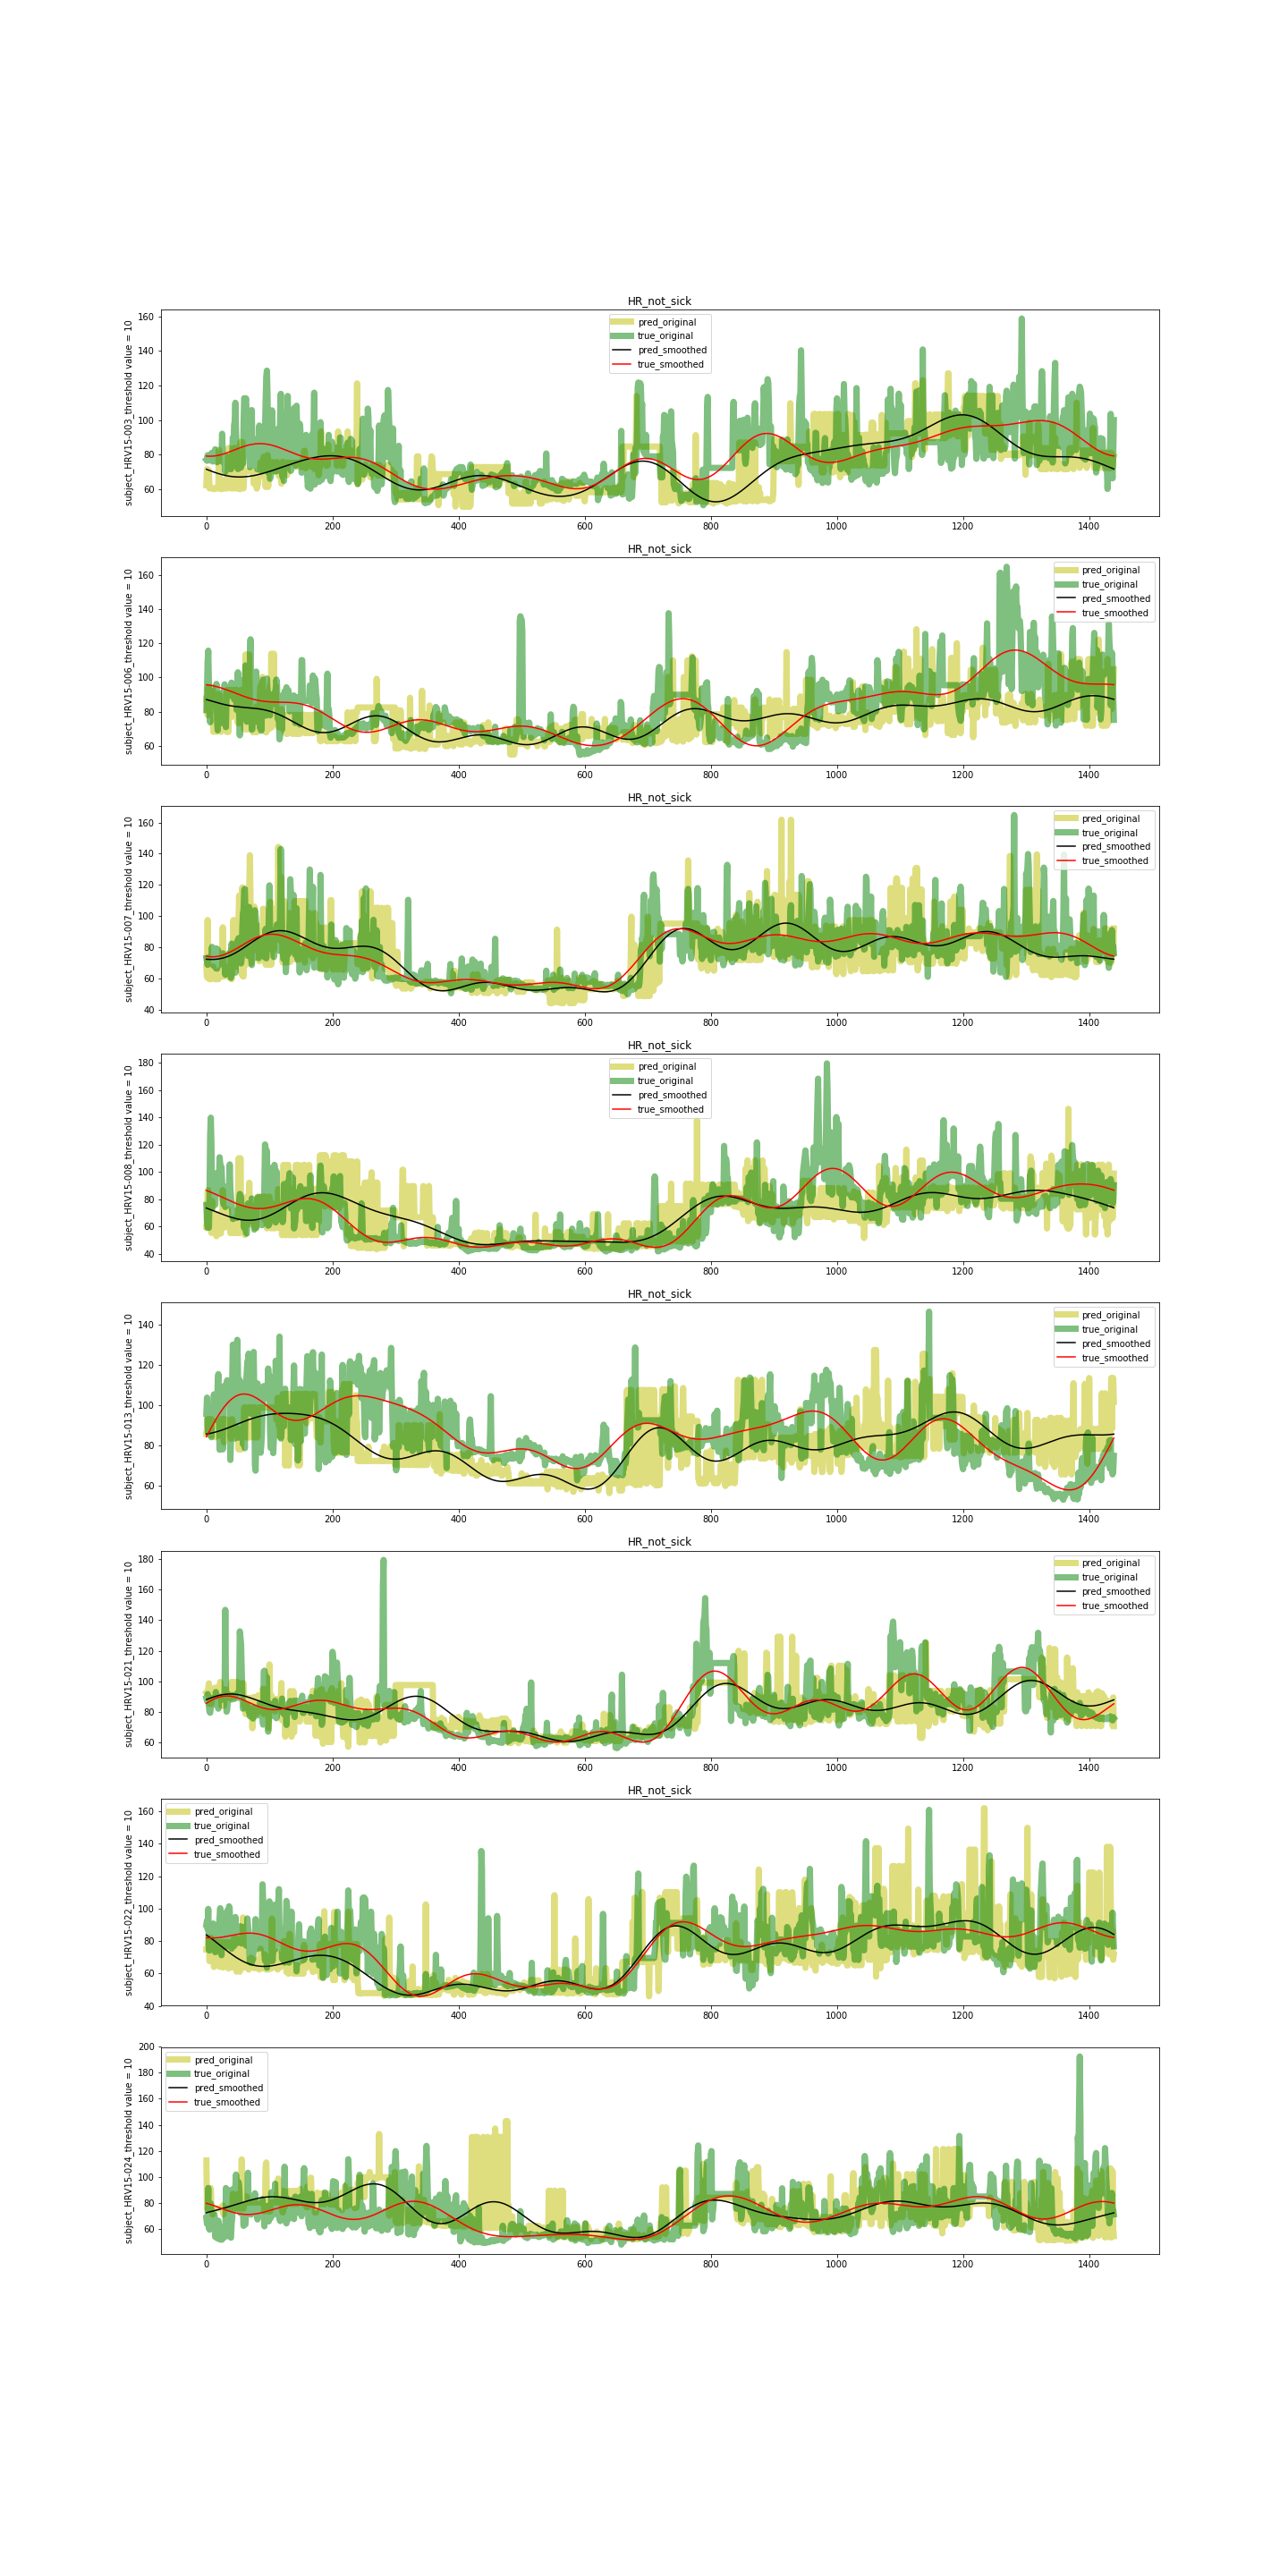 HR_not_sick
subject_HRV15-003_threshold value = 10
160
140
120
100
80
60
pred_original
true_original
pred_smoothed
true_smoothed
0 200 400 600 800 1000 1200 1400
HR_not_sick
subject_HRV15-006_threshold value = 10
160
140
120
100
80
60
pred_original
true_original
pred_smoothed
true_smoothed
0 200 400 600 800 1000 1200 1400
HR_not_sick
subject_HRV15-007_threshold value = 10
160
140
120
100
80
60
40
pred_original
true_original
pred_smoothed
true_smoothed
0 200 400 600 800 1000 1200 1400
HR_not_sick
subject_HRV15-008_threshold value = 10
180
160
140
120
100
80
60
40
pred_original
true_original
pred_smoothed
true_smoothed
0 200 400 600 800 1000 1200 1400
HR_not_sick
subject_HRV15-013_threshold value = 10
140
120
100
80
60
pred_original
true_original
pred_smoothed
true_smoothed
0 200 400 600 800 1000 1200 1400
HR_not_sick
subject_HRV15-021_threshold value = 10
180
160
140
120
100
80
60
pred_original
true_original
pred_smoothed
true_smoothed
0 200 400 600 800 1000 1200 1400
HR_not_sick
subject_HRV15-022_threshold value = 10
160
140
120
100
80
60
40
pred_original
true_original
pred_smoothed
true_smoothed
0 200 400 600 800 1000 1200 1400
subject_HRV15-024_threshold value = 10
200
180
160
140
120
100
80
60
pred_original
true_original
pred_smoothed
true_smoothed
0 200 400 600 800 1000 1200 1400